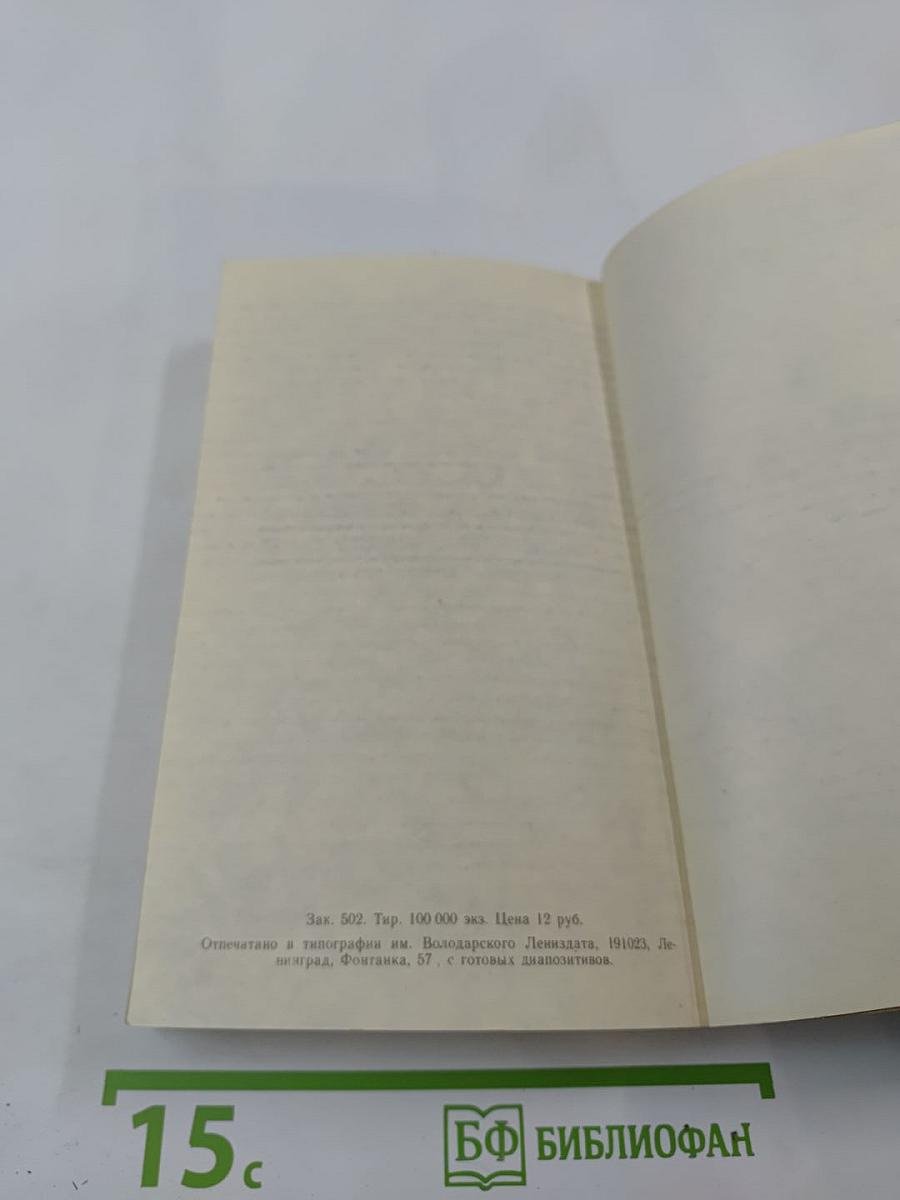 Зак. 502. Тир. 100 000 экз. Цена 12 руб.
Отпечатано в типографии им. Володарского Лениздата, 191023, Ле-
нинград, Фонтанка, 57 , с готовых диапозитивов.
15 с
БФ БИБЛИОФАН